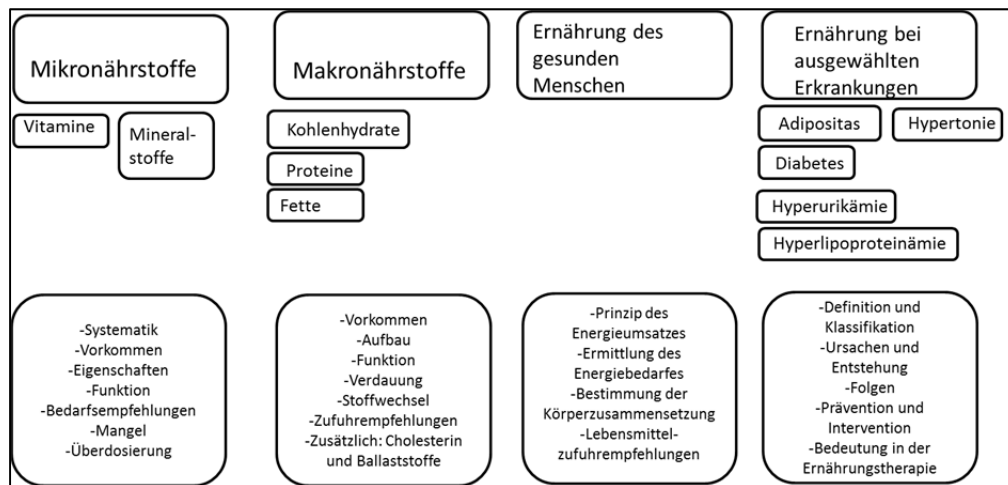 Mikronährstoffe
Vitamine
Mineral-
stoffe
-Systematik
-Vorkommen
-Eigenschaften
-Funktion
-Bedarfsempfehlungen
-Mangel
-Überdosierung
Makronährstoffe
Kohlenhydrate
Proteine
Fette
-Vorkommen
-Aufbau
-Funktion
-Verdauung
-Stoffwechsel
-Zufuhrempfehlungen
-Zusätzlich: Cholesterin
und Ballaststoffe
Ernährung des
gesunden
Menschen
-Prinzip des
Energieumsatzes
-Ermittlung des
Energiebedarfes
-Bestimmung der
Körperzusammensetzung
-Lebensmittel-
zufuhrempfehlungen
Ernährung bei
ausgewählten
Erkrankungen
Adipositas
Hypertonie
Diabetes
Hyperurikämie
Hyperlipoproteinämie
-Definition und
Klassifikation
-Ursachen und
Entstehung
-Folgen
-Prävention und
Intervention
-Bedeutung in der
Ernährungstherapie